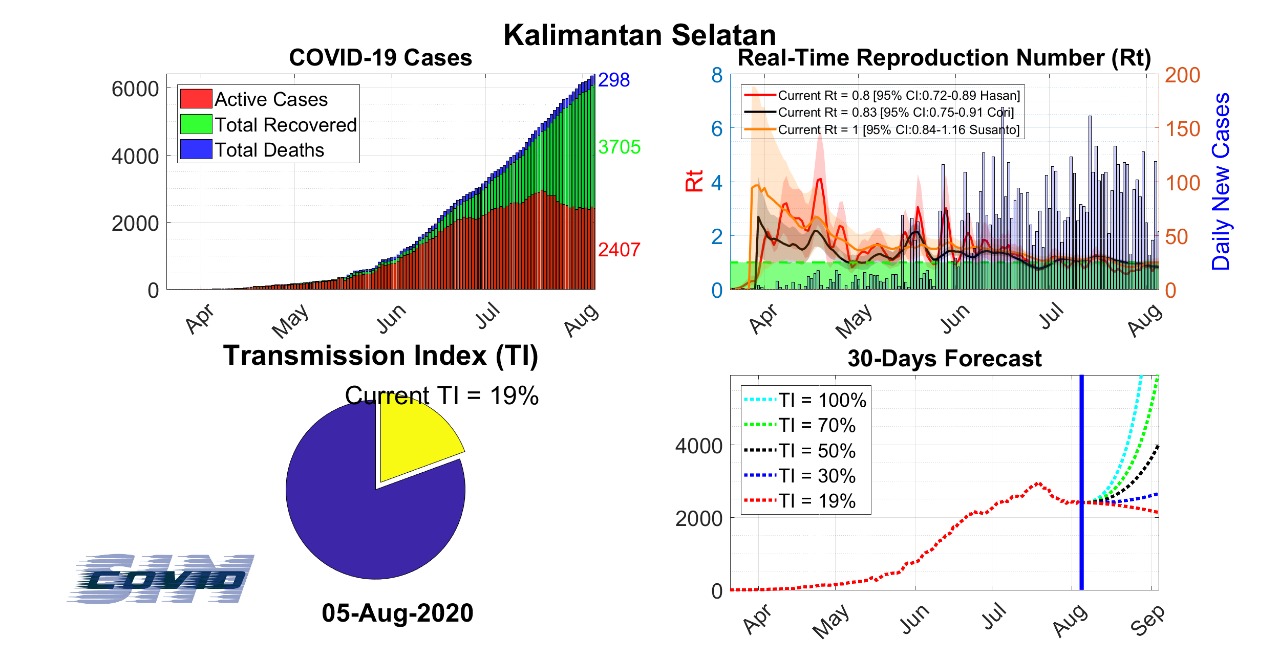 Kalimantan Selatan
COVID-19 Cases
6000
4000
2000
0
Active Cases
Total Recovered
Total Deaths
298
3705
2407
Apr
May
Jun
Jul
Aug
Real-Time Reproduction Number (Rt)
8
6
4
2
0
Rt
Current Rt = 0.8 [95% CI:0.72-0.89 Hasan]
Current Rt = 0.83 [95% CI:0.75-0.91 Cori]
Current Rt = 1 [95% CI:0.84-1.16 Susanto]
200
150
100
50
0
Daily New Cases
Apr
May
Jun
Jul
Aug
Transmission Index (TI)
Current TI = 19%
05-Aug-2020
SIM
COVID
30-Days Forecast
4000
2000
0
TI = 100%
TI = 70%
TI = 50%
TI = 30%
TI = 19%
Apr
May
Jun
Jul
Aug
Sep